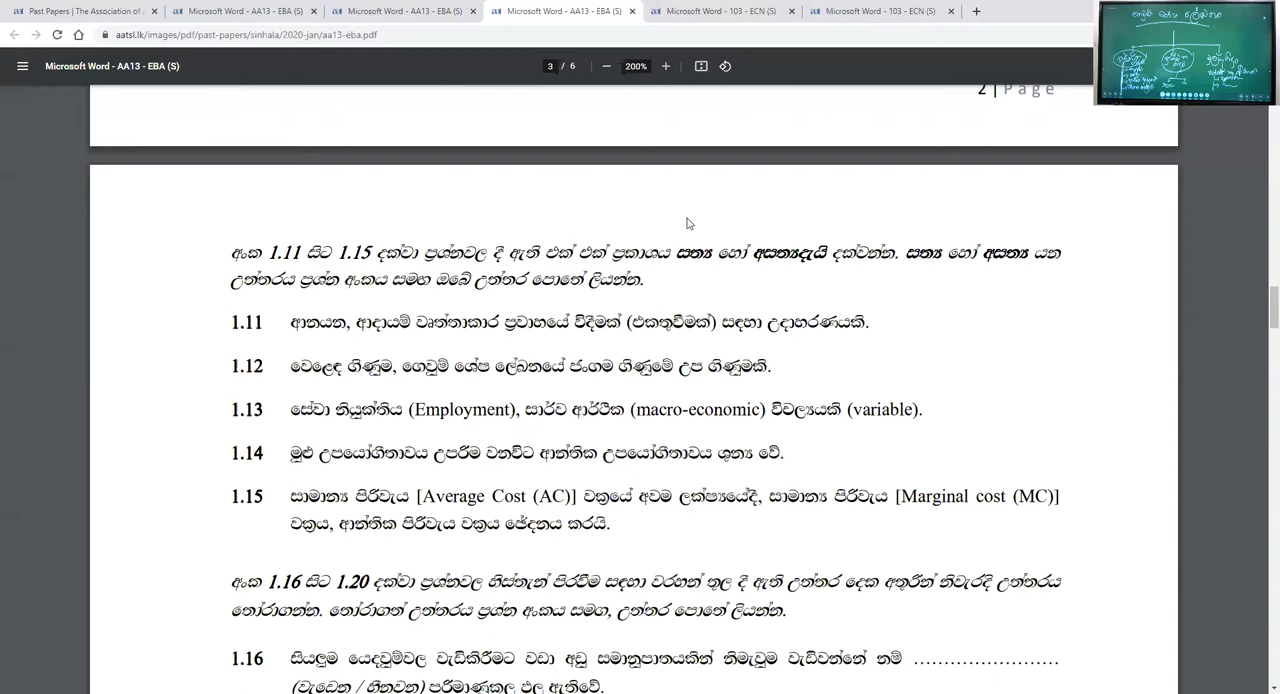 Past Papers | The Association of A
Microsoft Word - AA13 - EBA (S)
Microsoft Word - AA13 - EBA (S)
Microsoft Word - AA13 - EBA (S)
Microsoft Word - 103 - ECN (S)
Microsoft Word - 103 - ECN (S)
aatsl.lk/images/pdf/past-papers/sinhala/2020-jan/aa13-eba.pdf
Microsoft Word - AA13 - EBA (S)
3 / 6
200%
2 | Page
අංක 1.11 සිට 1.15 දක්වා ප්‍රශ්නවල දී ඇති එක් එක් ප්‍රකාශය සත්‍ය හෝ අසත්‍යදැයි දක්වන්න. සත්‍ය හෝ අසත්‍ය යන
උත්තරය ප්‍රශ්න අංකය සමඟ ඔබේ උත්තර පොතේ ලියන්න.
1.11 ආනයන, ආදායම් වෘත්තාකාර ප්‍රවාහයේ විදීමක් (එකතුවීමක්) සඳහා උදාහරණයකි.
1.12 වෙළෙඳ ගිණුම, ගෙවුම් ශේෂ ලේඛනයේ ජංගම ගිණුමේ උප ගිණුමකි.
1.13 සේවා නියුක්තිය (Employment), සාර්ව ආර්ථික (macro-economic) විචල්‍යයකි (variable).
1.14 මුළු උපයෝගීතාවය උපරිම වනවිට ආන්තික උපයෝගීතාවය ශුන්‍ය වේ.
1.15 සාමාන්‍ය පිරිවැය [Average Cost (AC)] වක්‍රයේ අවම ලක්ෂ්‍යයේදී, සාමාන්‍ය පිරිවැය [Marginal cost (MC)]
වක්‍රය, ආන්තික පිරිවැය වක්‍රය ඡේදනය කරයි.
අංක 1.16 සිට 1.20 දක්වා ප්‍රශ්නවල හිස්තැන් පිරවීම සඳහා වරහන් තුල දී ඇති උත්තර දෙක අතුරින් නිවැරදි උත්තරය
තෝරාගන්න. තෝරාගත් උත්තරය ප්‍රශ්න අංකය සමඟ, උත්තර පොතේ ලියන්න.
1.16 සියලුම යෙදවුම්වල වැඩිකිරීමට වඩා අඩු සමානුපාතයකින් නිමැවුම වැඩිවන්නේ නම් ........................
(වැඩෙන / හීනවන) පරිමාණුකූල ඵල ඇතිවේ.